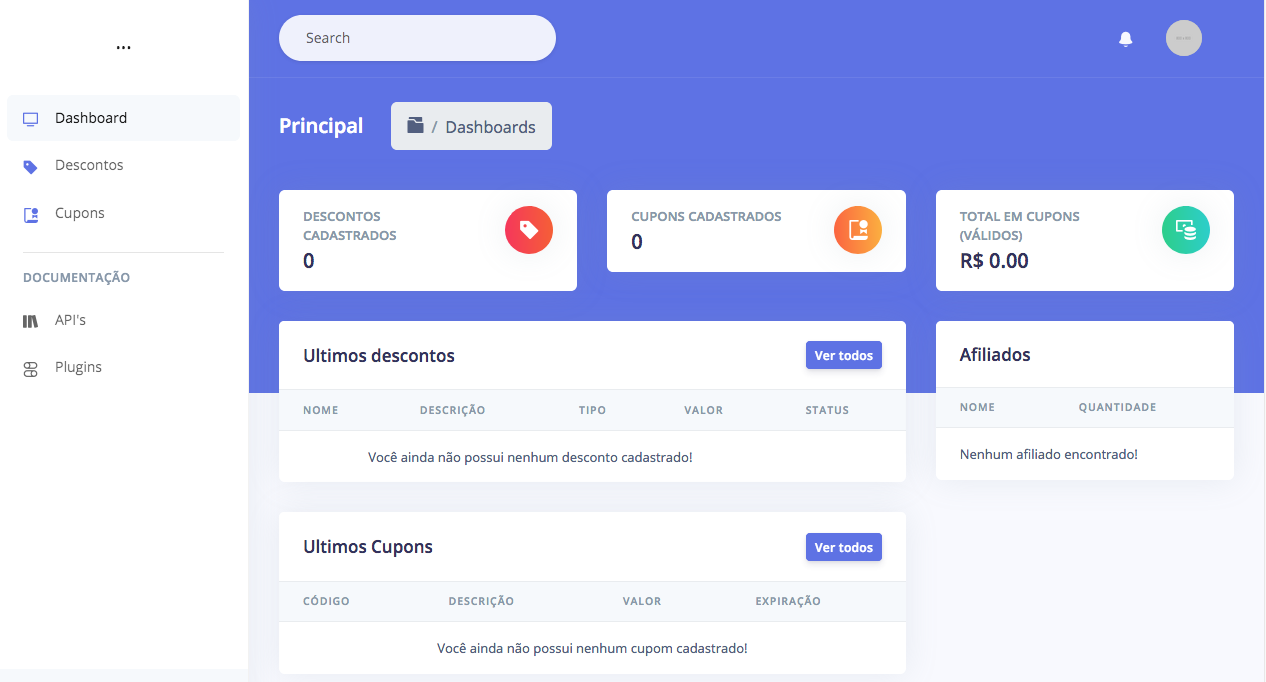 ...
Dashboard
Descontos
Cupons
DOCUMENTAÇÃO
API's
Plugins
Search
Principal
/ Dashboards
DESCONTOS
CADASTRADOS
0
CUPONS CADASTRADOS
0
TOTAL EM CUPONS
(VÁLIDOS)
R$ 0.00
Ultimos descontos
Ver todos
NOME DESCRIÇÃO TIPO VALOR STATUS
Você ainda não possui nenhum desconto cadastrado!
Afiliados
NOME QUANTIDADE
Nenhum afiliado encontrado!
Ultimos Cupons
Ver todos
CÓDIGO DESCRIÇÃO VALOR EXPIRAÇÃO
Você ainda não possui nenhum cupom cadastrado!